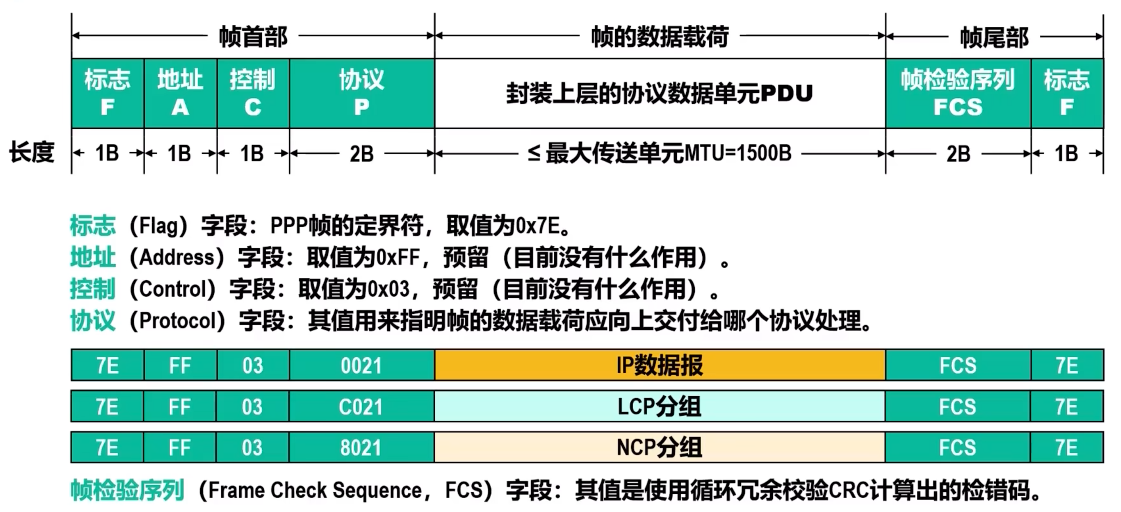 帧首部 帧的数据载荷 帧尾部
标志 地址 控制 协议 封装上层的协议数据单元PDU 帧检验序列 标志
F A C P FCS F
长度 1B 1B 1B 2B ≤最大传送单元MTU=1500B 2B 1B
标志（Flag）字段：PPP帧的定界符，取值为0x7E。
地址（Address）字段：取值为0xFF，预留（目前没有什么作用）。
控制（Control）字段：取值为0x03，预留（目前没有什么作用）。
协议（Protocol）字段：其值用来指明帧的数据载荷应向上交付给哪个协议处理。
7E FF 03 0021 IP数据报 FCS 7E
7E FF 03 C021 LCP分组 FCS 7E
7E FF 03 8021 NCP分组 FCS 7E
帧检验序列（Frame Check Sequence，FCS）字段：其值是使用循环冗余校验CRC计算出的检错码。